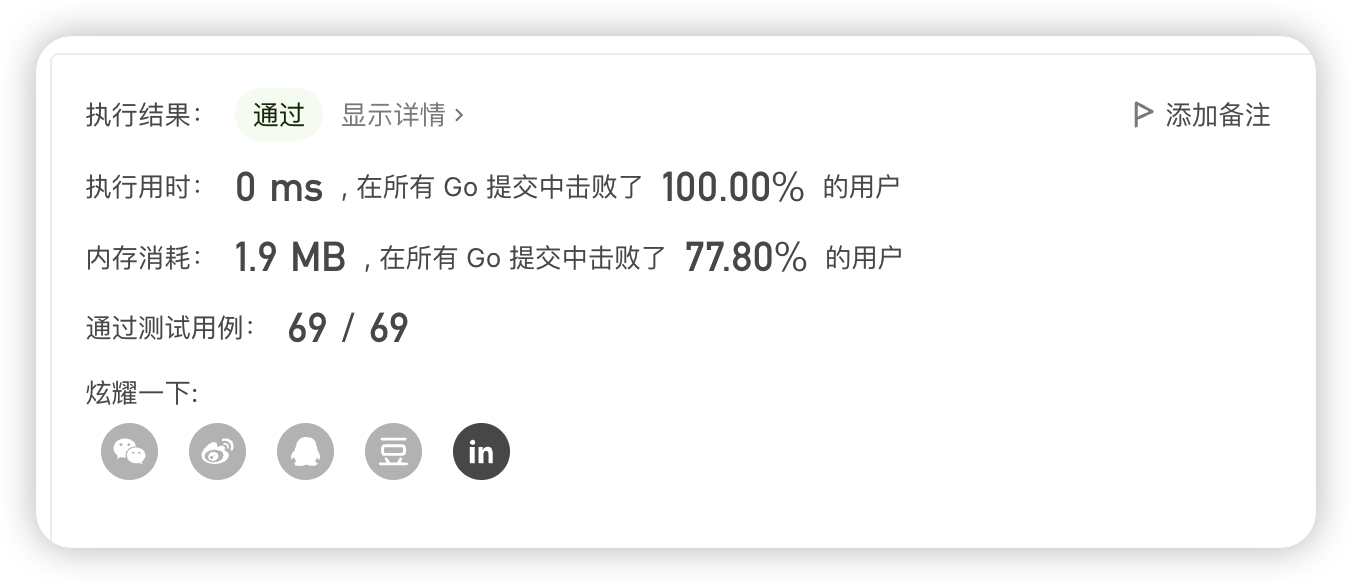 执行结果： 通过 显示详情 > 添加备注
执行用时： 0 ms , 在所有 Go 提交中击败了 100.00% 的用户
内存消耗： 1.9 MB , 在所有 Go 提交中击败了 77.80% 的用户
通过测试用例： 69 / 69
炫耀一下:
豆 in